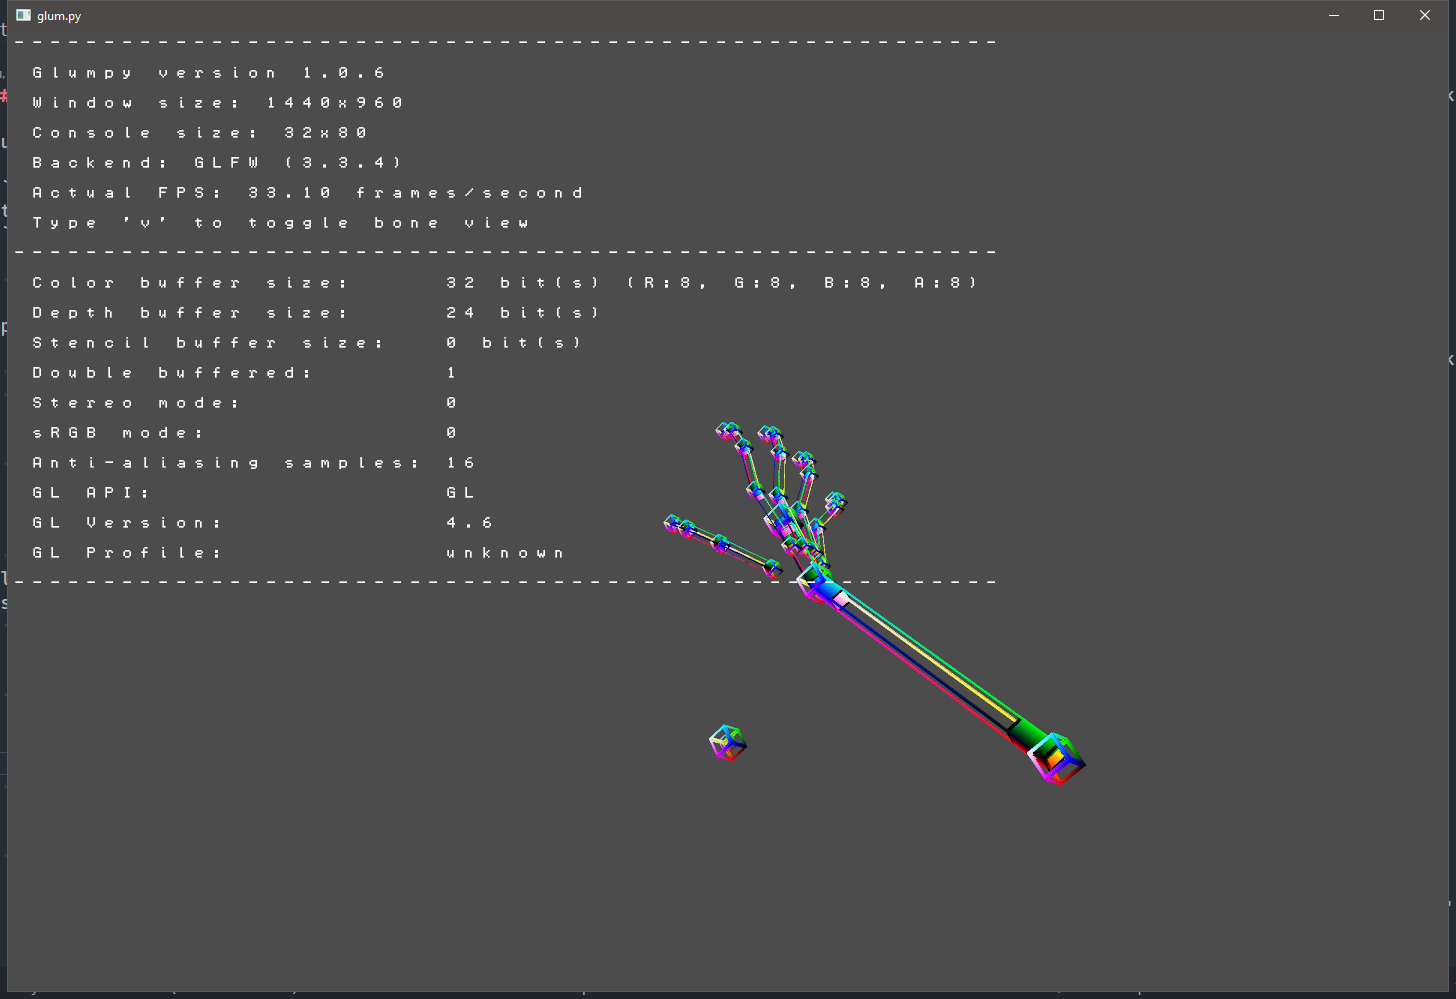 glum.py
-------------------------------------------------------
Glumpy version 1.0.6
Window size: 1440x960
Console size: 32x80
Backend: GLFW (3.3.4)
Actual FPS: 33.10 frames/second
Type 'v' to toggle bone view
-------------------------------------------------------
Color buffer size: 32 bit(s) (R:8, G:8, B:8, A:8)
Depth buffer size: 24 bit(s)
Stencil buffer size: 0 bit(s)
Double buffered: 1
Stereo mode: 0
sRGB mode: 0
Anti-aliasing samples: 16
GL API: GL
GL Version: 4.6
GL Profile: unknown
-------------------------------------------------------